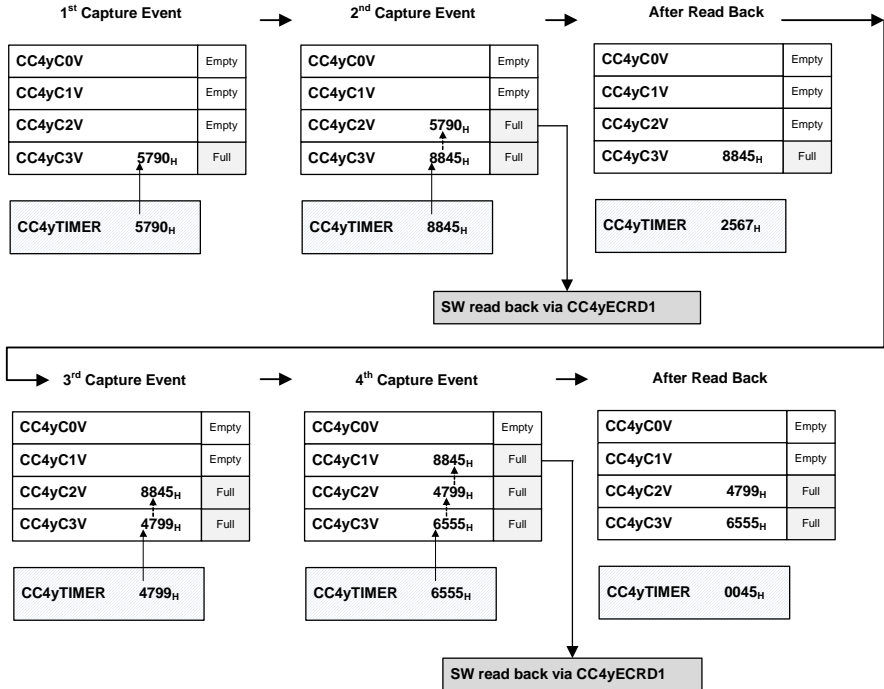 1st Capture Event
2nd Capture Event
After Read Back
CC4yC0V Empty
CC4yC1V Empty
CC4yC2V Empty
CC4yC3V 5790H Full
CC4yTIMER 5790H
CC4yC0V Empty
CC4yC1V Empty
CC4yC2V 5790H Full
CC4yC3V 8845H Full
CC4yTIMER 8845H
CC4yC0V Empty
CC4yC1V Empty
CC4yC2V Empty
CC4yC3V 8845H Full
CC4yTIMER 2567H
SW read back via CC4yECRD1
3rd Capture Event
4th Capture Event
After Read Back
CC4yC0V Empty
CC4yC1V Empty
CC4yC2V 8845H Full
CC4yC3V 4799H Full
CC4yTIMER 4799H
CC4yC0V Empty
CC4yC1V 8845H Full
CC4yC2V 4799H Full
CC4yC3V 6555H Full
CC4yTIMER 6555H
CC4yC0V Empty
CC4yC1V Empty
CC4yC2V 4799H Full
CC4yC3V 6555H Full
CC4yTIMER 0045H
SW read back via CC4yECRD1